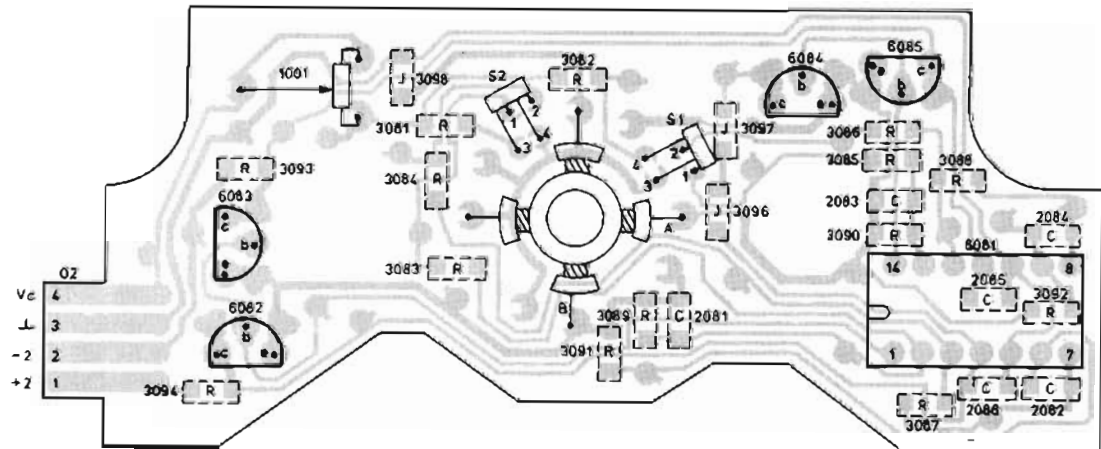 6085
6084
3082
S2
1001
J 3098
R
c
b
b
c
1
2
S1
3081 R
4
3
J 3097
3086 R
4
2
3
1
3085 R
R 3093
3084 R
3088
R
6083
c
b
2083 C
J 3096
A
2084
C
3090 R
3083 R
6081
14
8
02
2085
C
3092
R
Vc 4
B
3
6082
b
c
3089 R
C 2081
-2 2
3091 R
1
7
+2 1
3094 R
C
C
2086
2082
R
3087